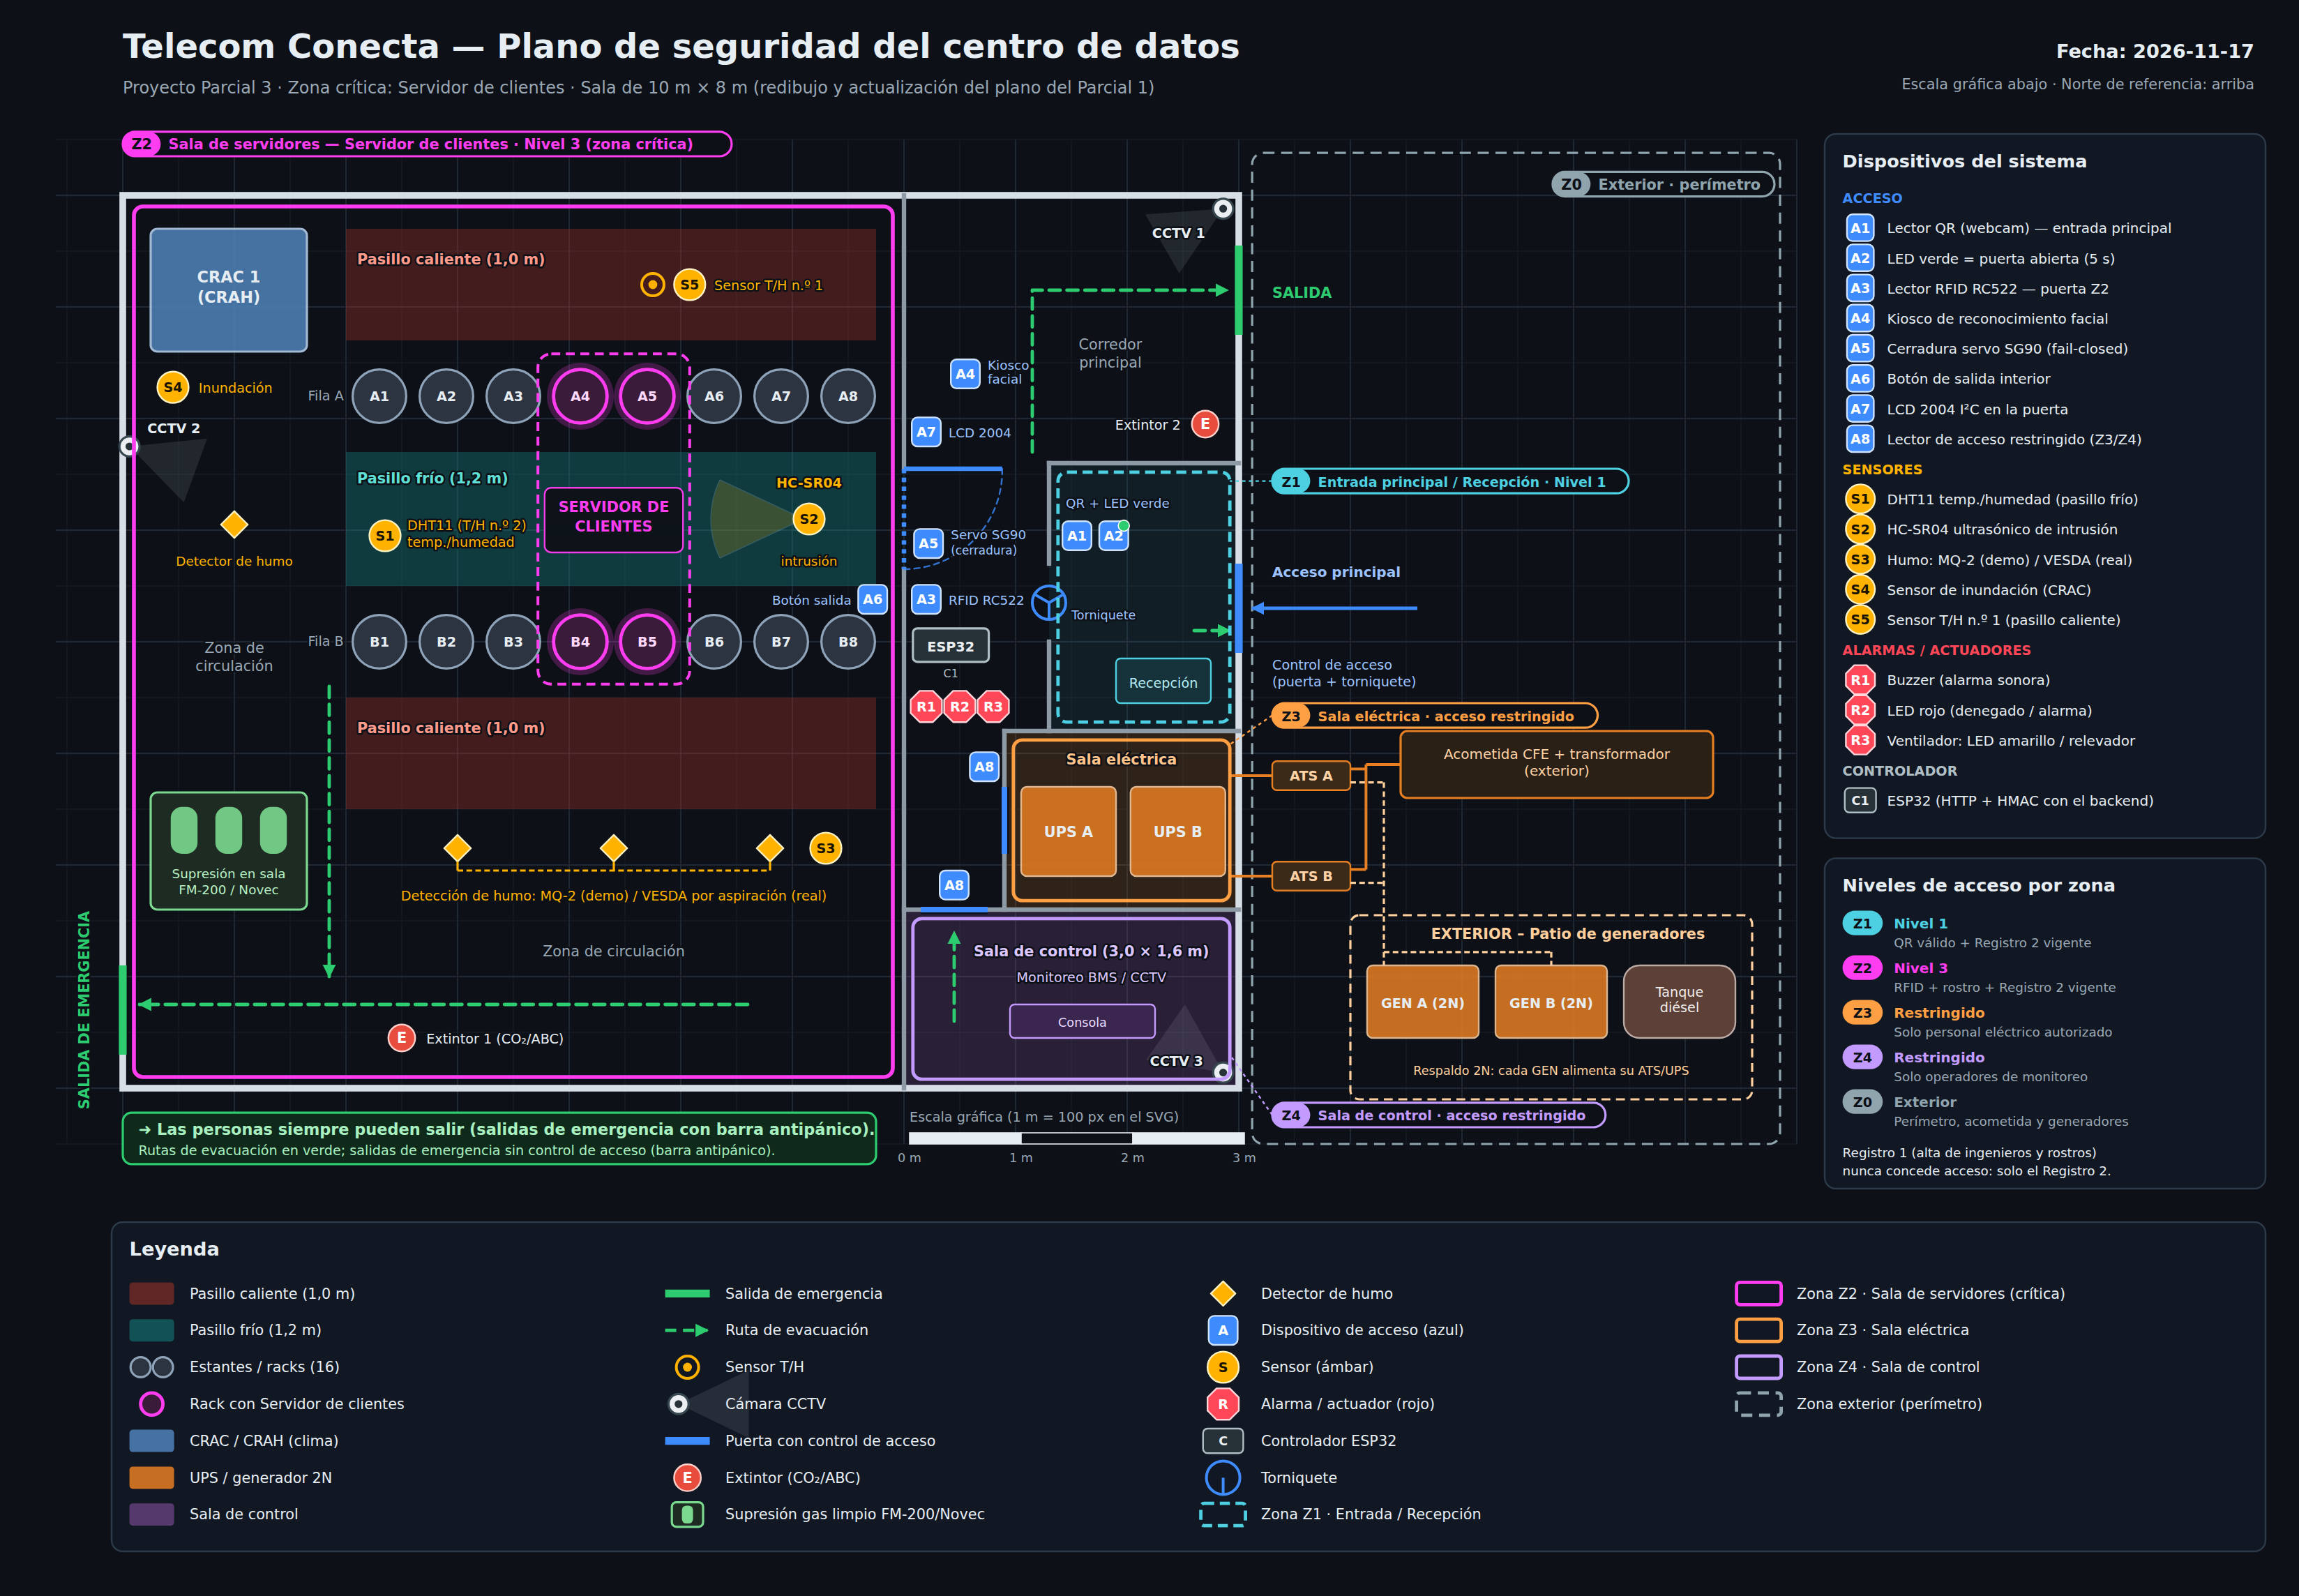 Telecom Conecta — Plano de seguridad del centro de datos
Proyecto Parcial 3 · Zona crítica: Servidor de clientes · Sala de 10 m × 8 m (redibujo y actualización del plano del Parcial 1)
Fecha: 2026-11-17
Escala gráfica abajo · Norte de referencia: arriba
Z2 Sala de servidores — Servidor de clientes · Nivel 3 (zona crítica)
CRAC 1
(CRAH)
Pasillo caliente (1,0 m)
S5 Sensor T/H n.º 1
S4 Inundación
Fila A
A1 A2 A3 A4 A5 A6 A7 A8
CCTV 2
Pasillo frío (1,2 m)
HC-SR04
SERVIDOR DE
CLIENTES
S1
DHT11 (T/H n.º 2)
temp./humedad
S2
intrusión
Detector de humo
Botón salida A6
Zona de
circulación
Fila B
B1 B2 B3 B4 B5 B6 B7 B8
Pasillo caliente (1,0 m)
Supresión en sala
FM-200 / Novec
S3
Detección de humo: MQ-2 (demo) / VESDA por aspiración (real)
Zona de circulación
SALIDA DE EMERGENCIA
E Extintor 1 (CO₂/ABC)
➜ Las personas siempre pueden salir (salidas de emergencia con barra antipánico).
Rutas de evacuación en verde; salidas de emergencia sin control de acceso (barra antipánico).
CCTV 1
Corredor
principal
A4
Kiosco
facial
A7 LCD 2004
Extintor 2 E
A5
Servo SG90
(cerradura)
QR + LED verde
A1 A2
A3 RFID RC522
Torniquete
ESP32
C1
R1 R2 R3
Recepción
A8
Sala eléctrica
UPS A
UPS B
A8
Sala de control (3,0 × 1,6 m)
Monitoreo BMS / CCTV
Consola
CCTV 3
Escala gráfica (1 m = 100 px en el SVG)
0 m 1 m 2 m 3 m
Z0 Exterior · perímetro
SALIDA
Z1 Entrada principal / Recepción · Nivel 1
Acceso principal
Control de acceso
(puerta + torniquete)
Z3 Sala eléctrica · acceso restringido
ATS A
Acometida CFE + transformador
(exterior)
ATS B
EXTERIOR – Patio de generadores
GEN A (2N)
GEN B (2N)
Tanque
diésel
Respaldo 2N: cada GEN alimenta su ATS/UPS
Z4 Sala de control · acceso restringido
Dispositivos del sistema
ACCESO
A1 Lector QR (webcam) — entrada principal
A2 LED verde = puerta abierta (5 s)
A3 Lector RFID RC522 — puerta Z2
A4 Kiosco de reconocimiento facial
A5 Cerradura servo SG90 (fail-closed)
A6 Botón de salida interior
A7 LCD 2004 I²C en la puerta
A8 Lector de acceso restringido (Z3/Z4)
SENSORES
S1 DHT11 temp./humedad (pasillo frío)
S2 HC-SR04 ultrasónico de intrusión
S3 Humo: MQ-2 (demo) / VESDA (real)
S4 Sensor de inundación (CRAC)
S5 Sensor T/H n.º 1 (pasillo caliente)
ALARMAS / ACTUADORES
R1 Buzzer (alarma sonora)
R2 LED rojo (denegado / alarma)
R3 Ventilador: LED amarillo / relevador
CONTROLADOR
C1 ESP32 (HTTP + HMAC con el backend)
Niveles de acceso por zona
Z1 Nivel 1
QR válido + Registro 2 vigente
Z2 Nivel 3
RFID + rostro + Registro 2 vigente
Z3 Restringido
Solo personal eléctrico autorizado
Z4 Restringido
Solo operadores de monitoreo
Z0 Exterior
Perímetro, acometida y generadores
Registro 1 (alta de ingenieros y rostros)
nunca concede acceso: solo el Registro 2.
Leyenda
Pasillo caliente (1,0 m)
Pasillo frío (1,2 m)
Estantes / racks (16)
Rack con Servidor de clientes
CRAC / CRAH (clima)
UPS / generador 2N
Sala de control
Salida de emergencia
Ruta de evacuación
Sensor T/H
Cámara CCTV
Puerta con control de acceso
E Extintor (CO₂/ABC)
Supresión gas limpio FM-200/Novec
Detector de humo
A Dispositivo de acceso (azul)
S Sensor (ámbar)
R Alarma / actuador (rojo)
C Controlador ESP32
Torniquete
Zona Z1 · Entrada / Recepción
Zona Z2 · Sala de servidores (crítica)
Zona Z3 · Sala eléctrica
Zona Z4 · Sala de control
Zona exterior (perímetro)